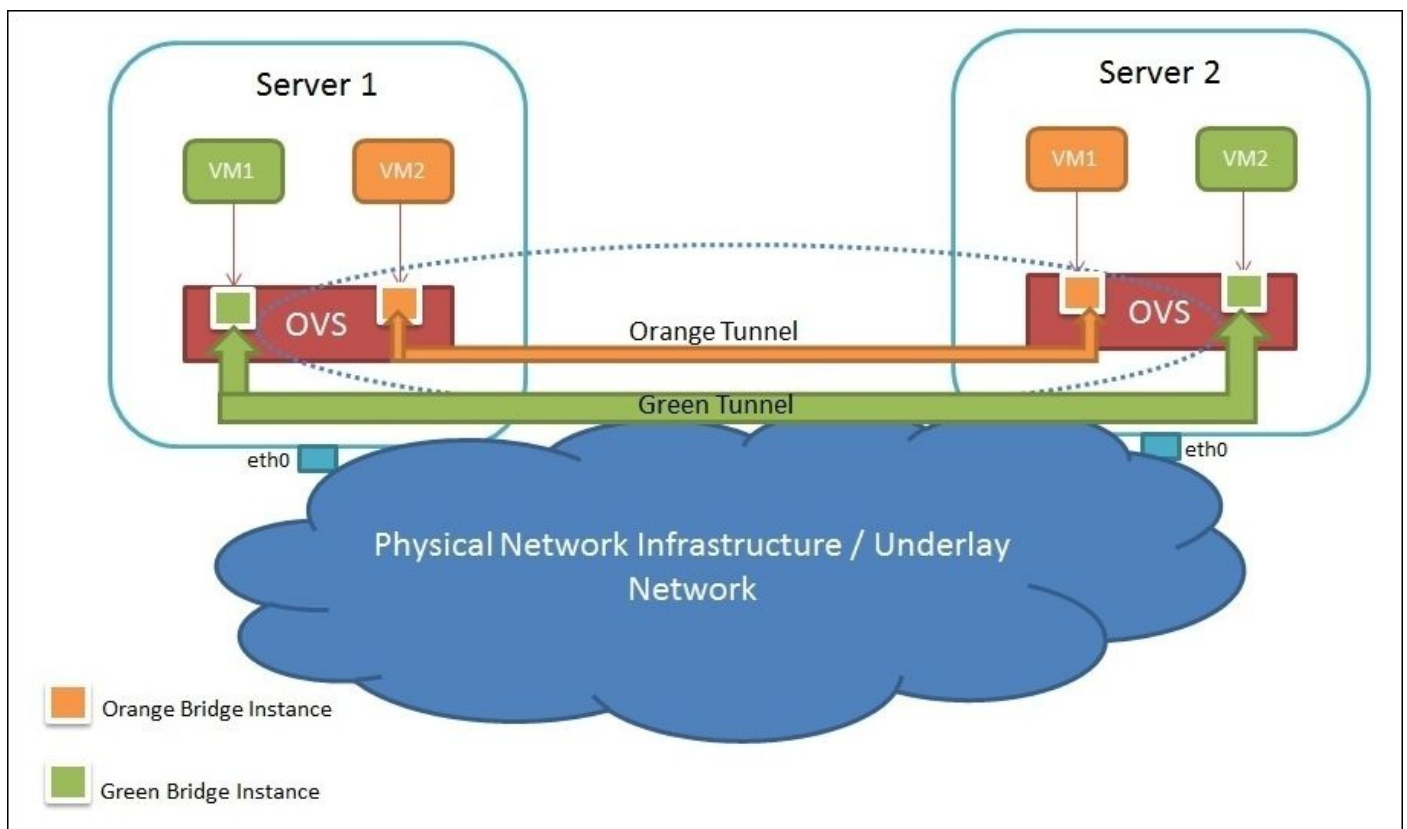 Server 1
Server 2
VM1
VM2
VM1
VM2
OVS
OVS
Orange Tunnel
Green Tunnel
eth0
eth0
Physical Network Infrastructure / Underlay
Network
Orange Bridge Instance
Green Bridge Instance